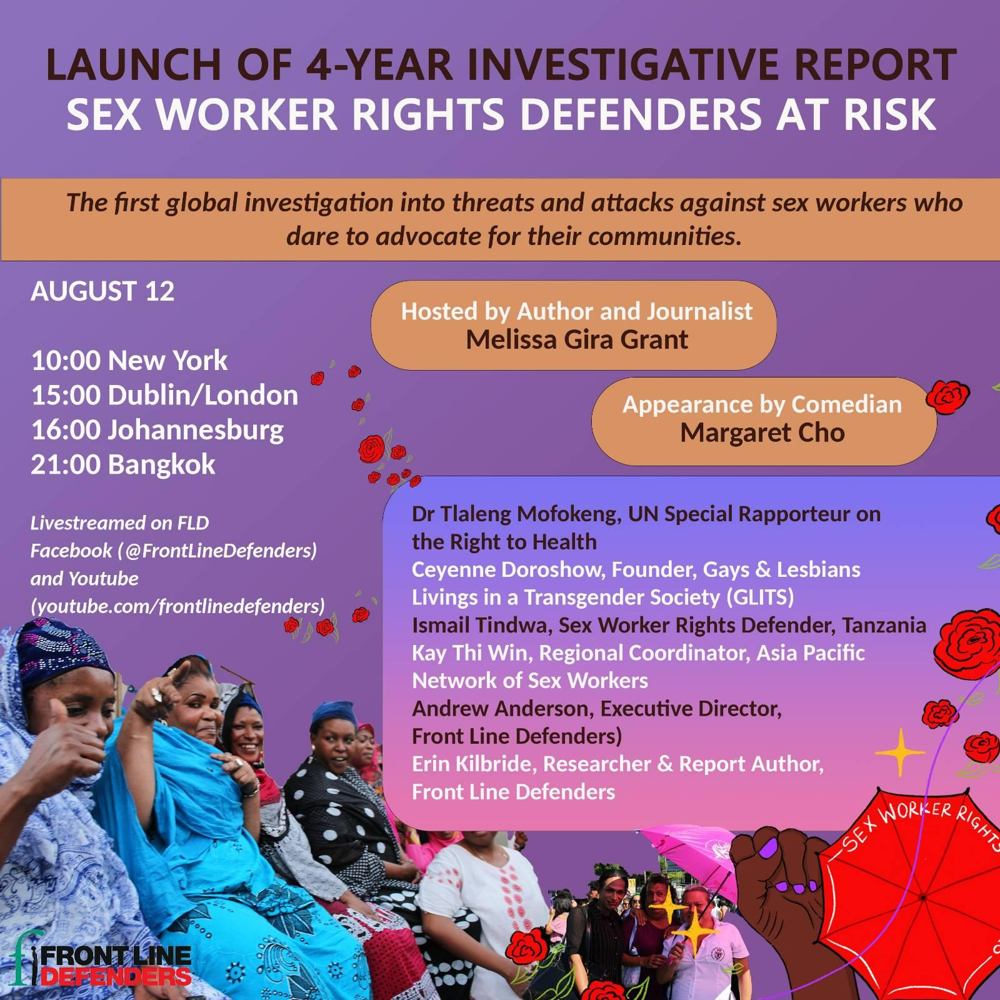 LAUNCH OF 4-YEAR INVESTIGATIVE REPORT
SEX WORKER RIGHTS DEFENDERS AT RISK
The first global investigation into threats and attacks against sex workers who
dare to advocate for their communities.
AUGUST 12
10:00 New York
15:00 Dublin/London
16:00 Johannesburg
21:00 Bangkok
Livestreamed on FLD
Facebook (@FrontLineDefenders)
and Youtube
(youtube.com/frontlinedefenders)
Hosted by Author and Journalist
Melissa Gira Grant
Appearance by Comedian
Margaret Cho
Dr Tlaleng Mofokeng, UN Special Rapporteur on
the Right to Health
Ceyenne Doroshow, Founder, Gays & Lesbians
Livings in a Transgender Society (GLITS)
Ismail Tindwa, Sex Worker Rights Defender, Tanzania
Kay Thi Win, Regional Coordinator, Asia Pacific
Network of Sex Workers
Andrew Anderson, Executive Director,
Front Line Defenders)
Erin Kilbride, Researcher & Report Author,
Front Line Defenders
SEX WORKER RIGHTS
FRONT LINE
DEFENDERS